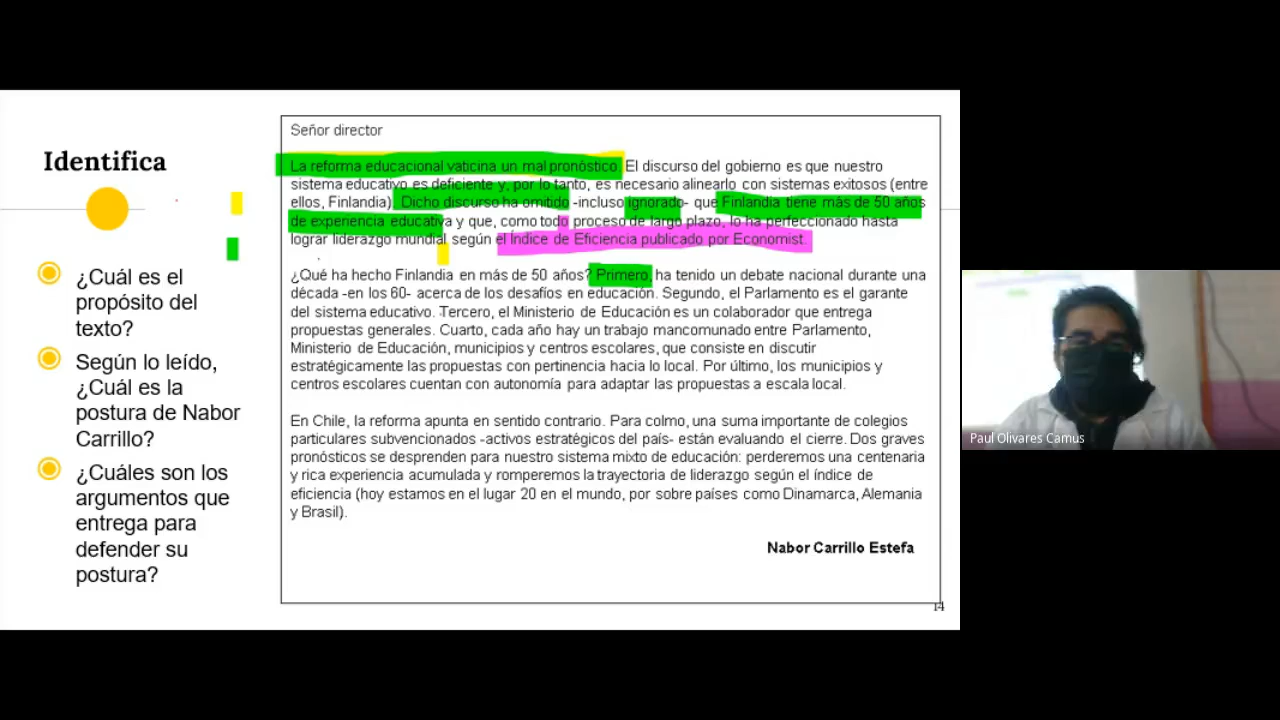 Identifica
¿Cuál es el
propósito del
texto?
Según lo leído,
¿Cuál es la
postura de Nabor
Carrillo?
¿Cuáles son los
argumentos que
entrega para
defender su
postura?
Señor director
La reforma educacional vaticina un mal pronóstico. El discurso del gobierno es que nuestro
sistema educativo es deficiente y, por lo tanto, es necesario alinearlo con sistemas exitosos (entre
ellos, Finlandia). Dicho discurso ha omitido -incluso ignorado- que Finlandia tiene más de 50 años
de experiencia educativa y que, como todo proceso de largo plazo, lo ha perfeccionado hasta
lograr liderazgo mundial según el Índice de Eficiencia publicado por Economist.
¿Qué ha hecho Finlandia en más de 50 años? Primero, ha tenido un debate nacional durante una
década -en los 60- acerca de los desafíos en educación. Segundo, el Parlamento es el garante
del sistema educativo. Tercero, el Ministerio de Educación es un colaborador que entrega
propuestas generales. Cuarto, cada año hay un trabajo mancomunado entre Parlamento,
Ministerio de Educación, municipios y centros escolares, que consiste en discutir
estratégicamente las propuestas con pertinencia hacia lo local. Por último, los municipios y
centros escolares cuentan con autonomía para adaptar las propuestas a escala local.
En Chile, la reforma apunta en sentido contrario. Para colmo, una suma importante de colegios
particulares subvencionados -activos estratégicos del país- están evaluando el cierre. Dos graves
pronósticos se desprenden para nuestro sistema mixto de educación: perderemos una centenaria
y rica experiencia acumulada y romperemos la trayectoria de liderazgo según el índice de
eficiencia (hoy estamos en el lugar 20 en el mundo, por sobre países como Dinamarca, Alemania
y Brasil).
Nabor Carrillo Estefa
14
Paul Olivares Camus